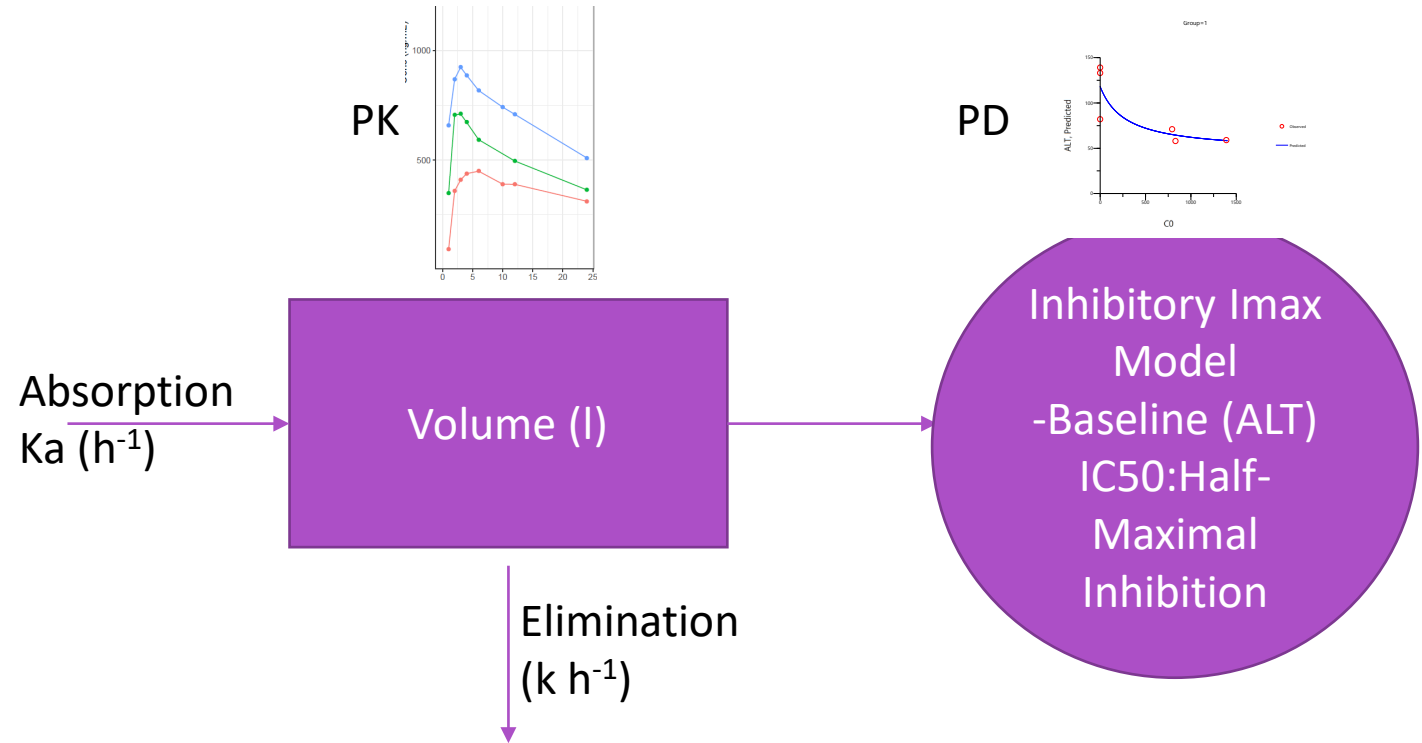 PK
1000
500
0 5 10 15 20 25
PD
Group=1
ALT, Predicted
150
100
50
0
0 500 1000 1500
C0
Observed
Predicted
Absorption
Ka (h-1)
Volume (l)
Elimination
(k h-1)
Inhibitory Imax
Model
-Baseline (ALT)
IC50:Half-
Maximal
Inhibition